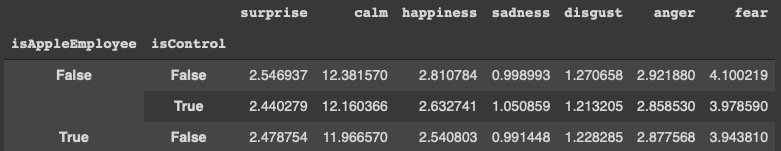 surprise calm happiness sadness disgust anger fear
isAppleEmployee isControl
False False 2.546937 12.381570 2.810784 0.998993 1.270658 2.921880 4.100219
True 2.440279 12.160366 2.632741 1.050859 1.213205 2.858530 3.978590
True False 2.478754 11.966570 2.540803 0.991448 1.228285 2.877568 3.943810